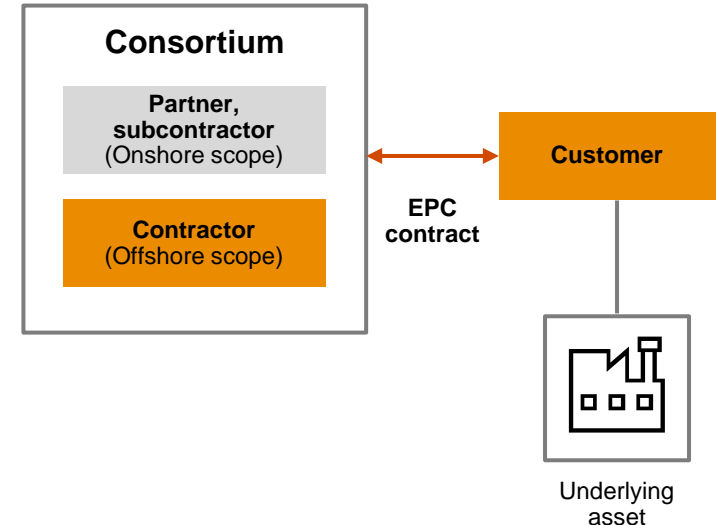 Consortium
Partner,
subcontractor
(Onshore scope)
Contractor
(Offshore scope)
EPC
contract
Customer
Underlying
asset